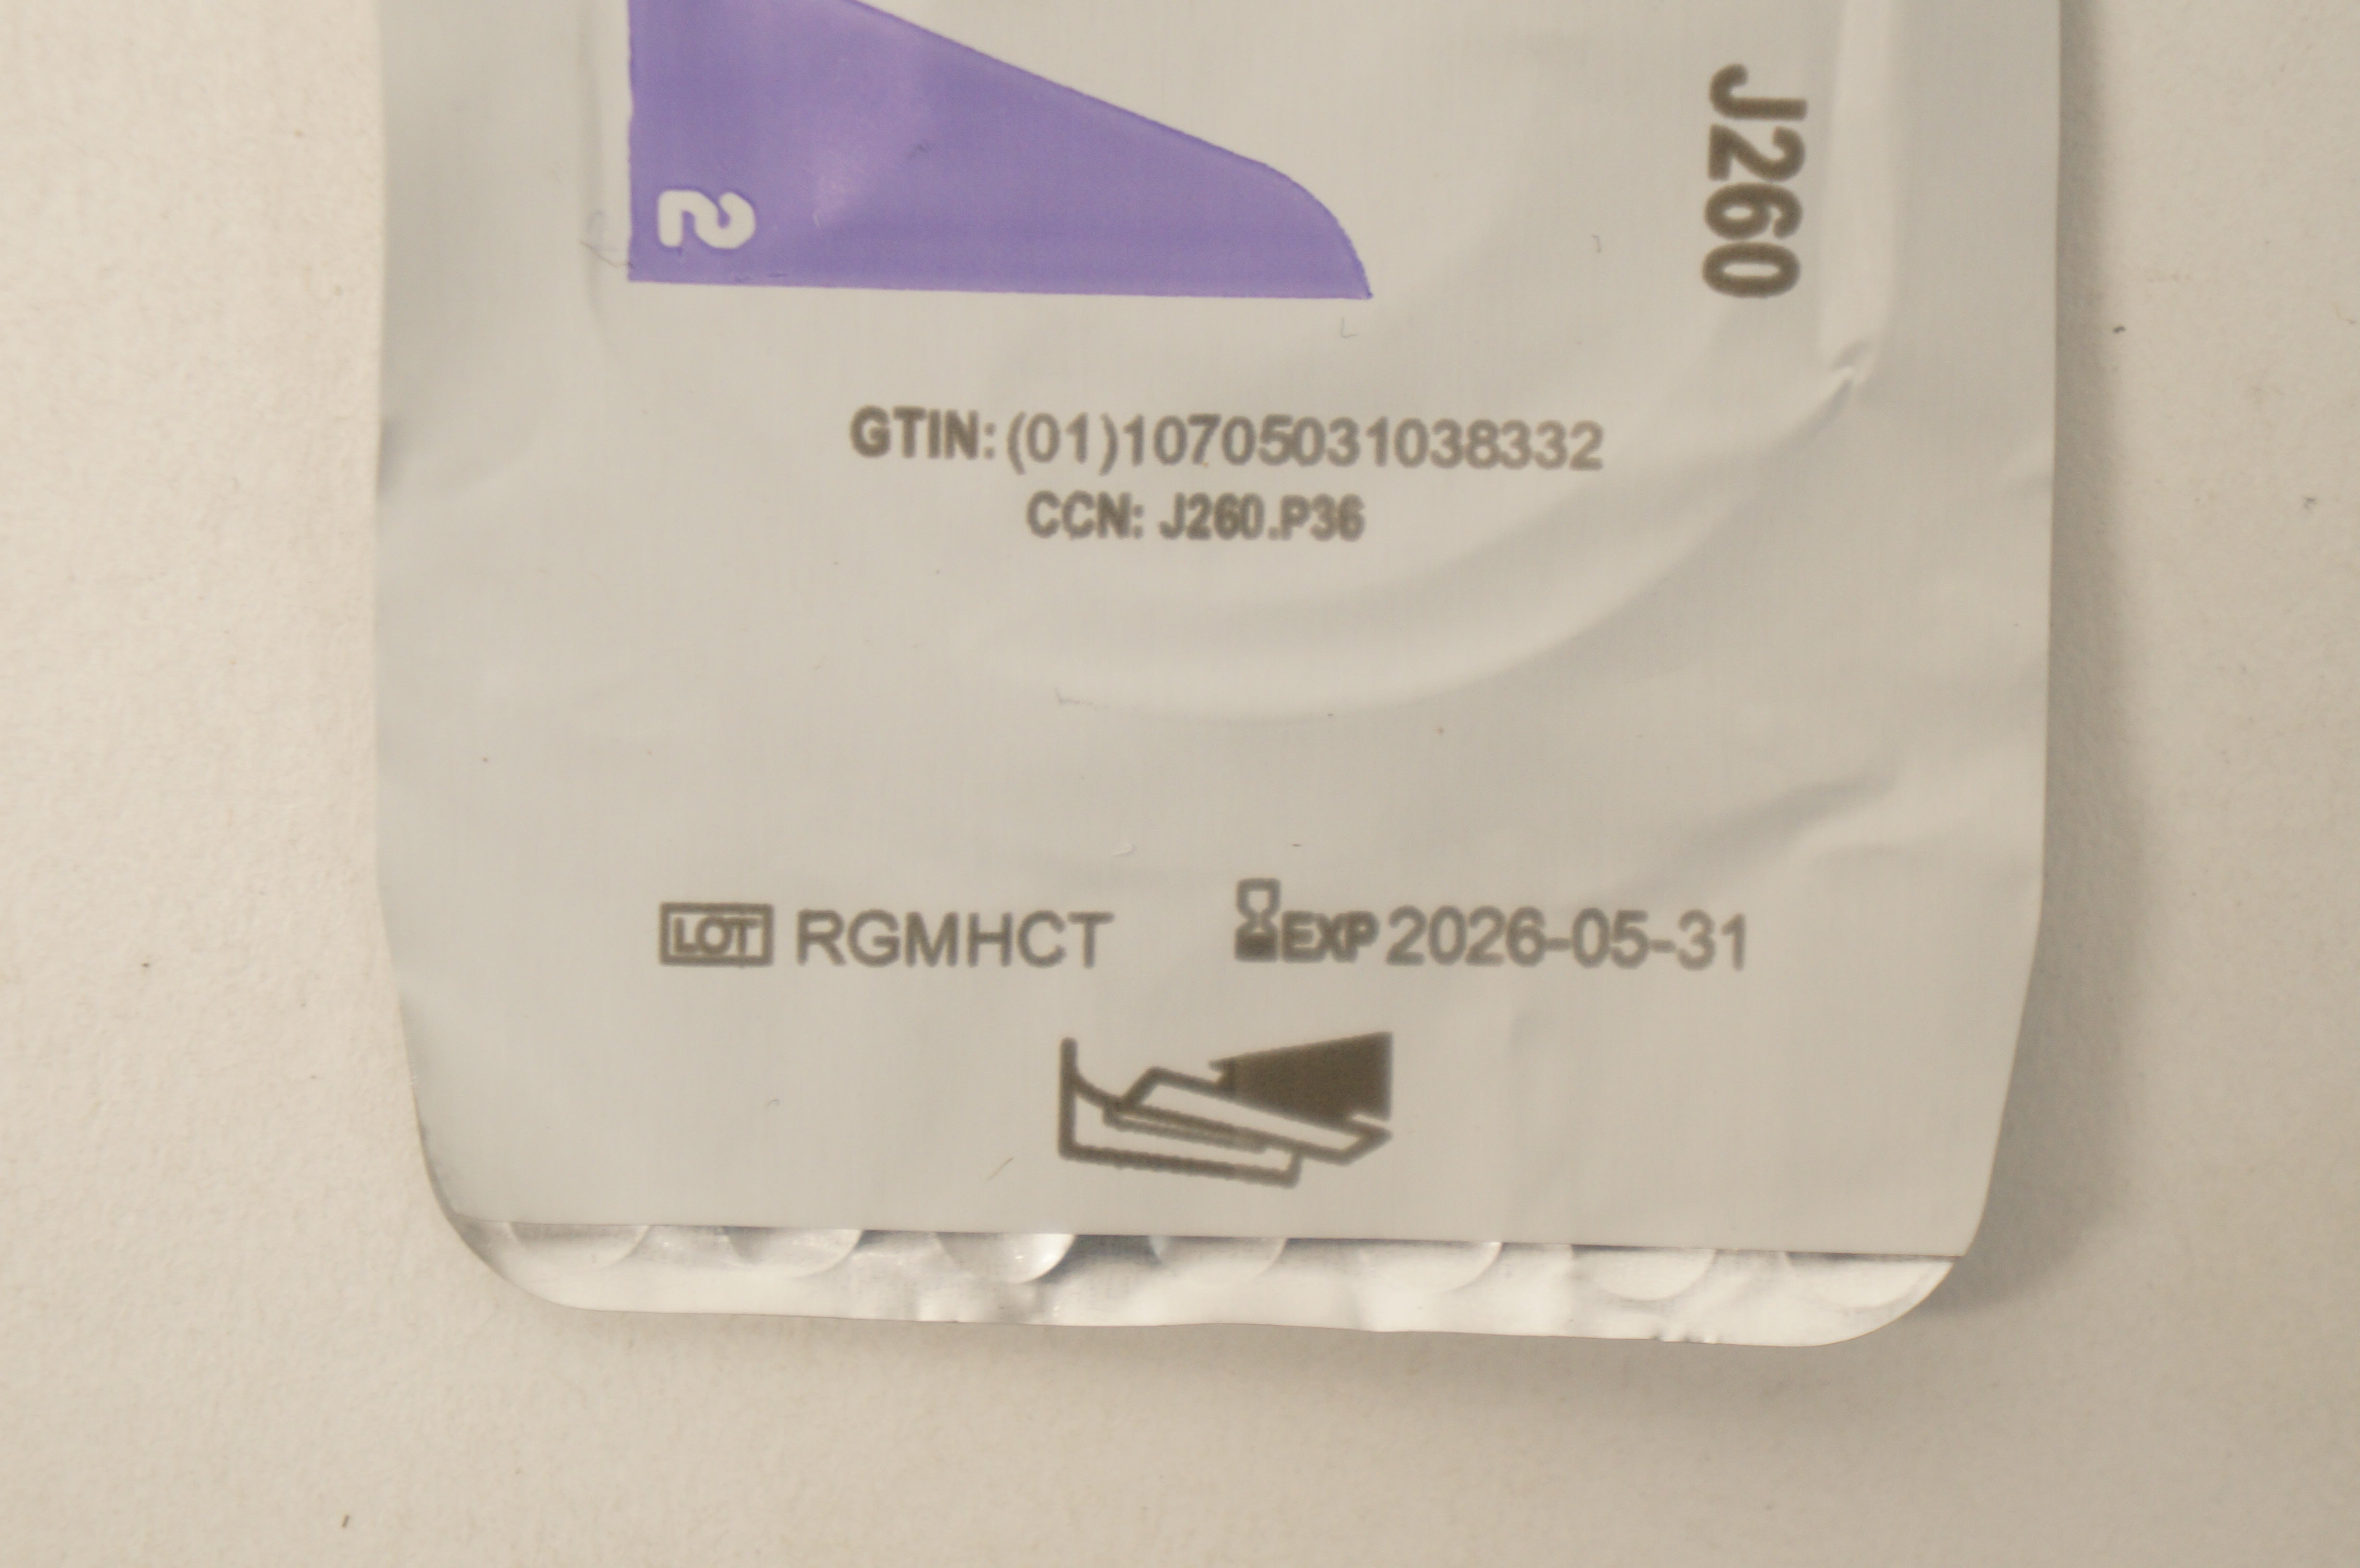 2
J260
GTIN: (01)10705031038332
CCN: J260.P36
LOT RGMHCT
EXP 2026-05-31